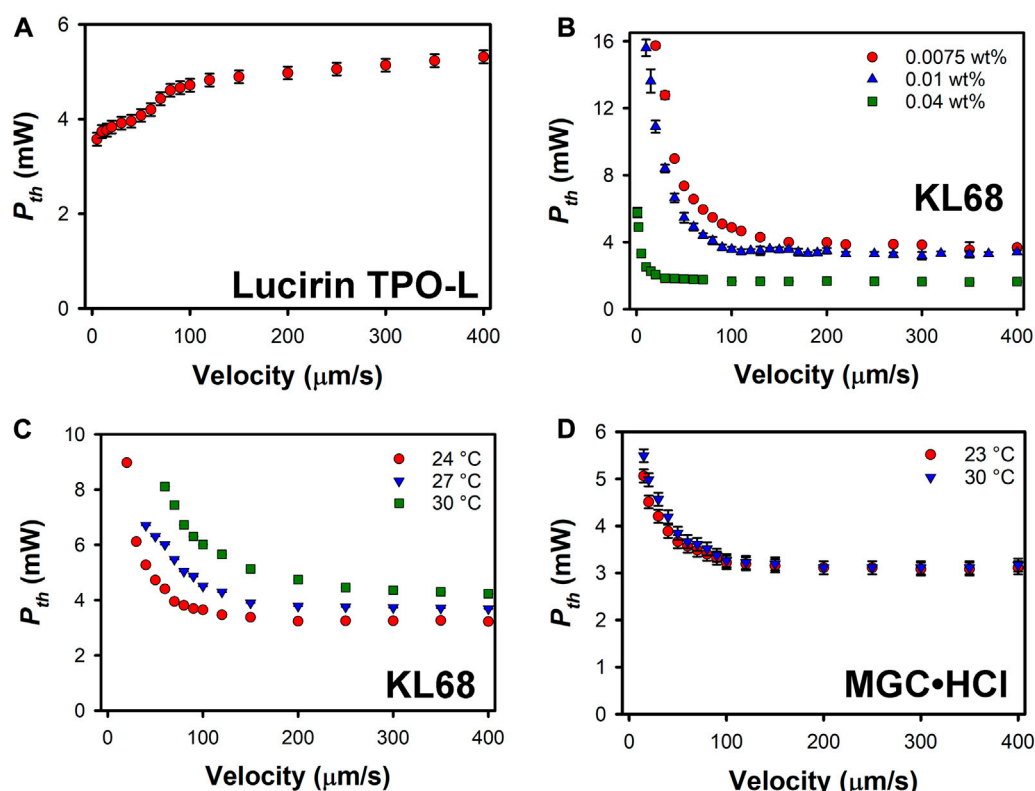 A
6
4
2
0
P_th (mW)
Lucirin TPO-L
0 100 200 300 400
Velocity (μm/s)
B
16
12
8
4
0
P_th (mW)
0.0075 wt%
0.01 wt%
0.04 wt%
KL68
0 50 100 150 200 250 300 350 400
Velocity (μm/s)
C
10
8
6
4
2
0
P_th (mW)
24 °C
27 °C
30 °C
KL68
0 100 200 300 400
Velocity (μm/s)
D
6
5
4
3
2
1
0
P_th (mW)
23 °C
30 °C
MGC•HCl
0 100 200 300 400
Velocity (μm/s)